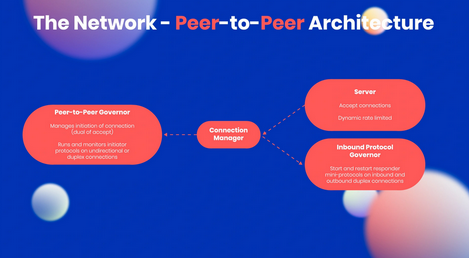 The Network - Peer-to-Peer Architecture
Peer-to-Peer Governor
Manages initiation of connection
(dual of accept)
Runs and monitors initiator
protocols on unidirectional or
duplex connections
Connection
Manager
Server
Accept connections
Dynamic rate limited
Inbound Protocol
Governor
Start and restart responder
mini-protocols on inbound and
outbound duplex connections